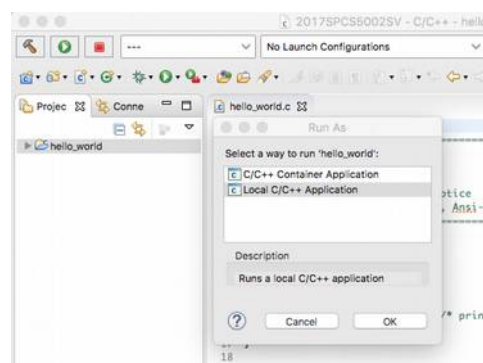 2017SPCS5002SV - C/C++ - hell
---
No Launch Configurations
Projec
Conne
hello_world.c
hello_world
Run As
Select a way to run 'hello_world':
C/C++ Container Application
Local C/C++ Application
Description
Runs a local C/C++ application
?
Cancel
OK
otice
, Ansi-
/* prin
18